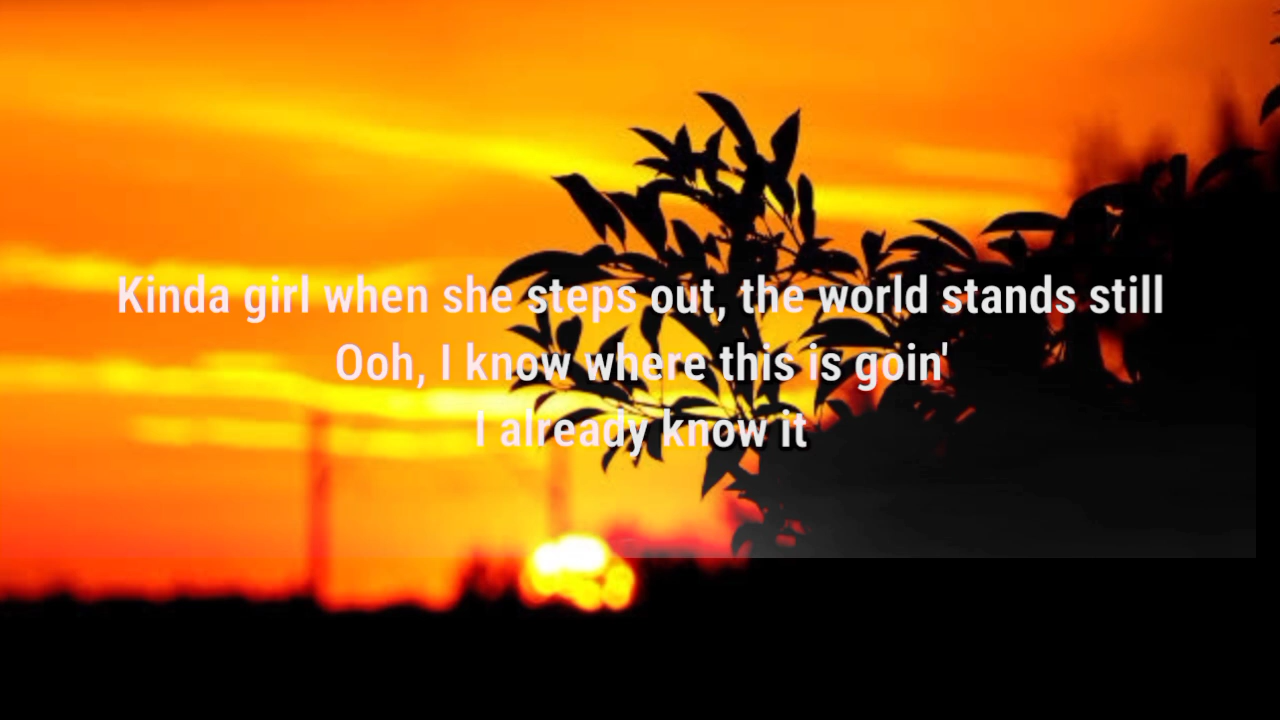 Kinda girl when she steps out, the world stands still
Ooh, I know where this is goin'
I already know it